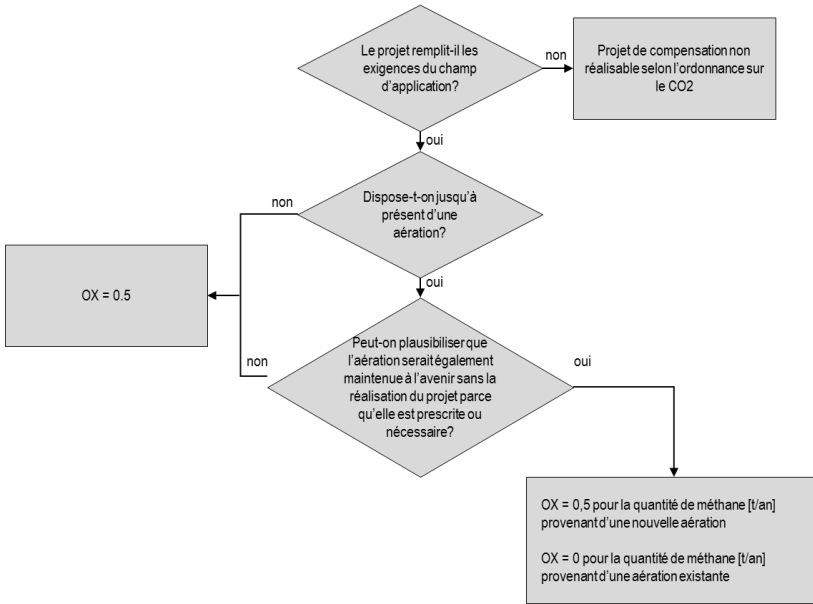 Le projet remplit-il les
exigences du champ
d'application?
non
Projet de compensation non
réalisable selon l'ordonnance sur
le CO2
oui
Dispose-t-on jusqu'à
présent d'une
aération?
non
oui
OX = 0.5
Peut-on plausibiliser que
l'aération serait également
maintenue à l'avenir sans la
réalisation du projet parce
qu'elle est prescrite ou
nécessaire?
non
oui
OX = 0,5 pour la quantité de méthane [t/an]
provenant d'une nouvelle aération
OX = 0 pour la quantité de méthane [t/an]
provenant d'une aération existante